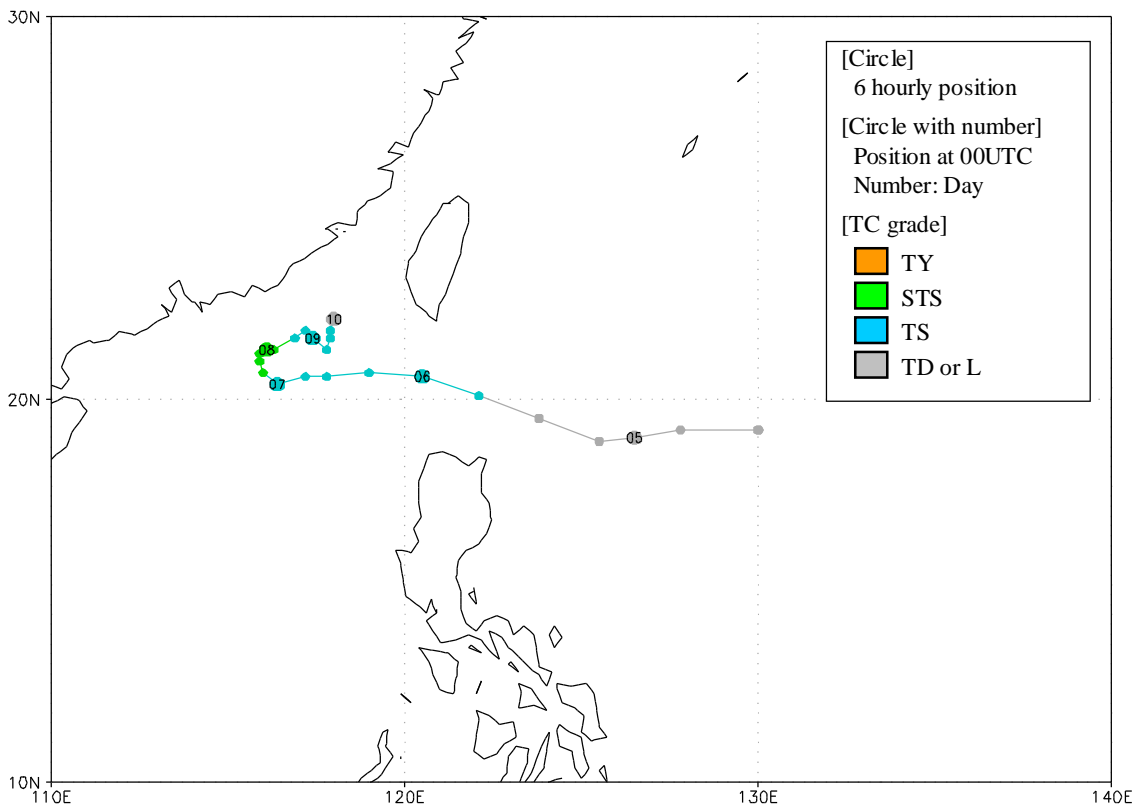 30N
[Circle]
6 hourly position
[Circle with number]
Position at 00UTC
Number: Day
[TC grade]
TY
STS
TS
TD or L
10
09
08
07
06
20N
05
10N
110E
120E
130E
140E